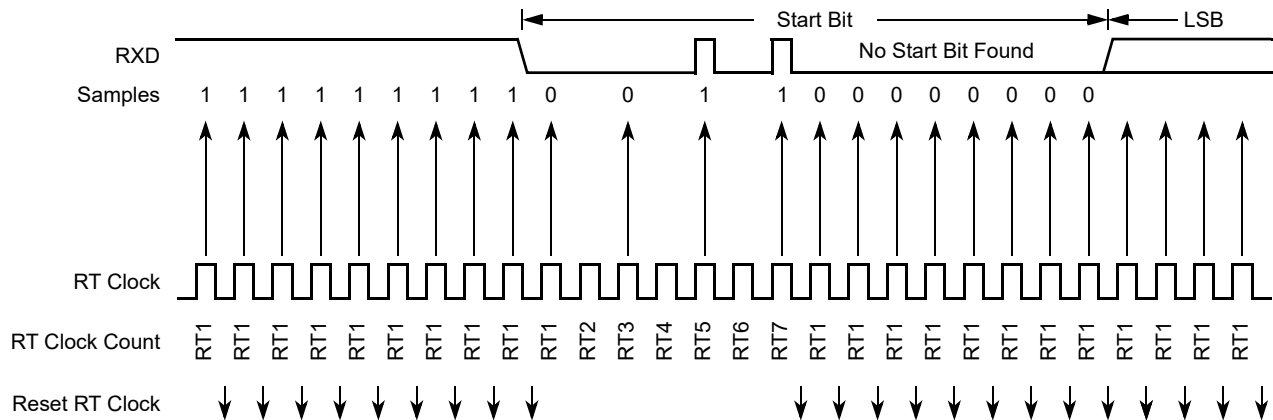 Start Bit LSB
RXD No Start Bit Found
Samples 1 1 1 1 1 1 1 1 1 0 0 1 1 0 0 0 0 0 0 0 0
RT Clock
RT Clock Count RT1 RT1 RT1 RT1 RT1 RT1 RT1 RT1 RT1 RT1 RT2 RT3 RT4 RT5 RT6 RT7 RT1 RT1 RT1 RT1 RT1 RT1 RT1 RT1 RT1 RT1 RT1 RT1
Reset RT Clock